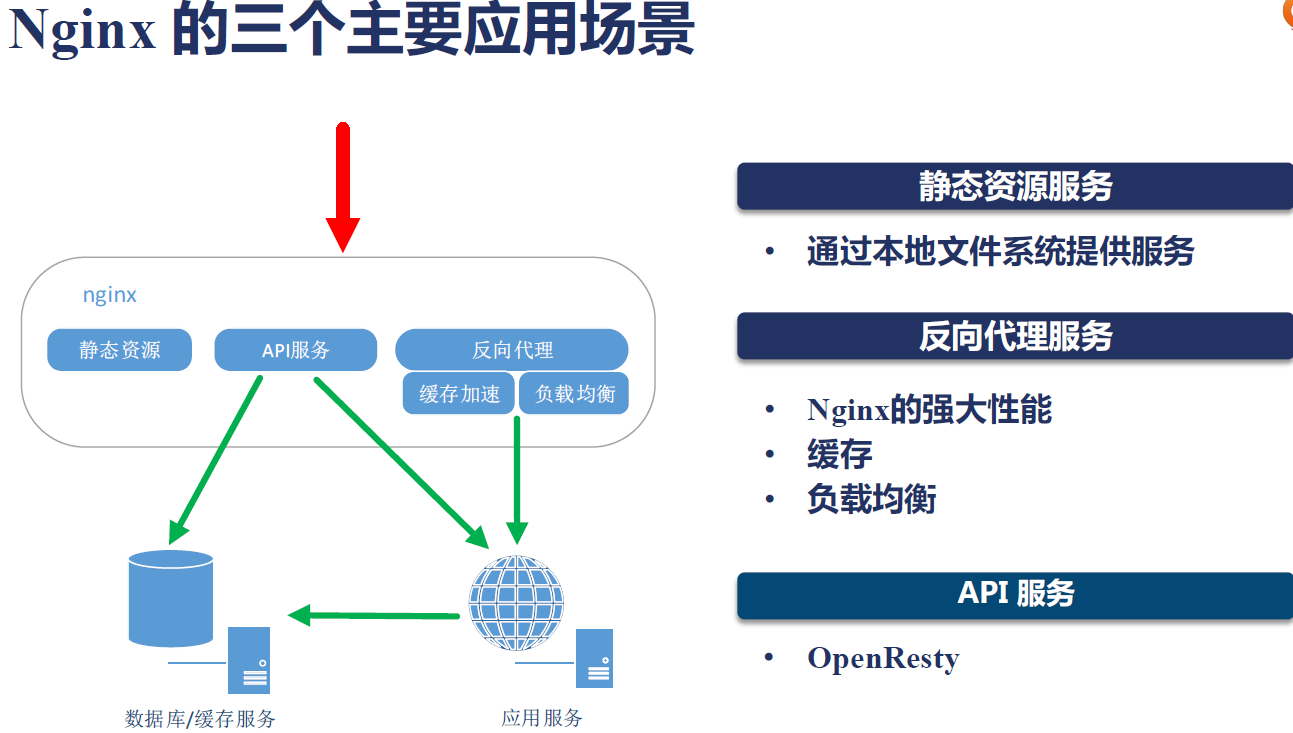 Nginx 的三个主要应用场景
nginx
静态资源
API服务
反向代理
缓存加速
负载均衡
数据库/缓存服务
应用服务
静态资源服务
• 通过本地文件系统提供服务
反向代理服务
• Nginx的强大性能
• 缓存
• 负载均衡
API 服务
• OpenResty